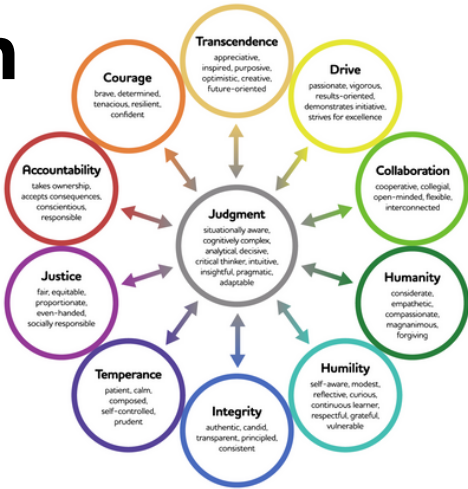 n
Transcendence
appreciative,
inspired, purposive,
optimistic, creative,
future-oriented
Drive
passionate, vigorous,
results-oriented,
demonstrates initiative,
strives for excellence
Collaboration
cooperative, collegial,
open-minded, flexible,
interconnected
Humanity
considerate,
empathetic,
compassionate,
magnanimous,
forgiving
Humility
self-aware, modest,
reflective, curious,
continuous learner,
respectful, grateful,
vulnerable
Integrity
authentic, candid,
transparent, principled,
consistent
Temperance
patient, calm,
composed,
self-controlled,
prudent
Justice
fair, equitable,
proportionate,
even-handed,
socially responsible
Accountability
takes ownership,
accepts consequences,
conscientious,
responsible
Courage
brave, determined,
tenacious, resilient,
confident
Judgment
situationally aware,
cognitively complex,
analytical, decisive,
critical thinker, intuitive,
insightful, pragmatic,
adaptable